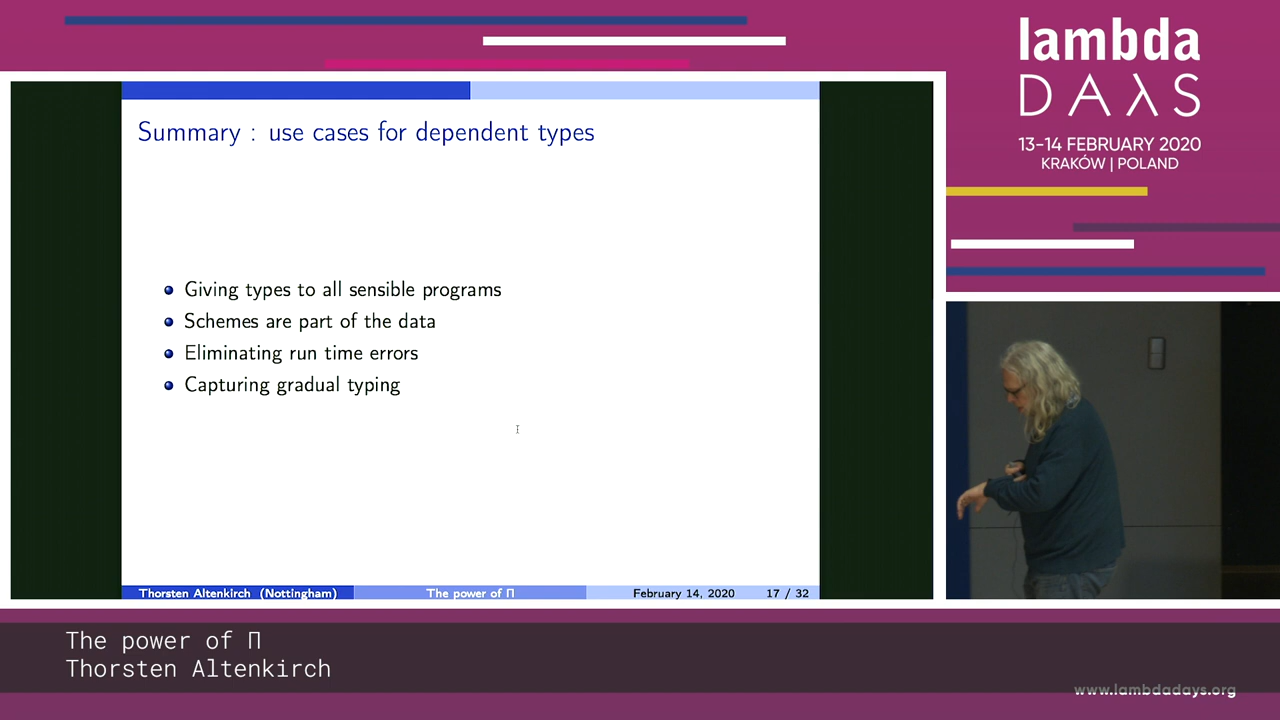 lambda
DAλS
13–14 FEBRUARY 2020
KRAKÓW | POLAND
Summary : use cases for dependent types
Giving types to all sensible programs
Schemes are part of the data
Eliminating run time errors
Capturing gradual typing
Thorsten Altenkirch (Nottingham)
The power of Π
February 14, 2020
17 / 32
The power of Π
Thorsten Altenkirch
www.lambdadays.org